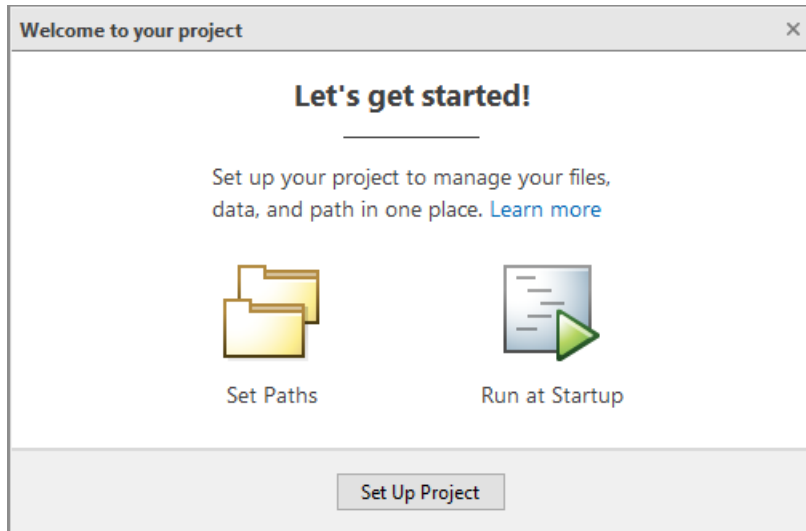 Welcome to your project
Let's get started!
Set up your project to manage your files,
data, and path in one place. Learn more
Set Paths
Run at Startup
Set Up Project